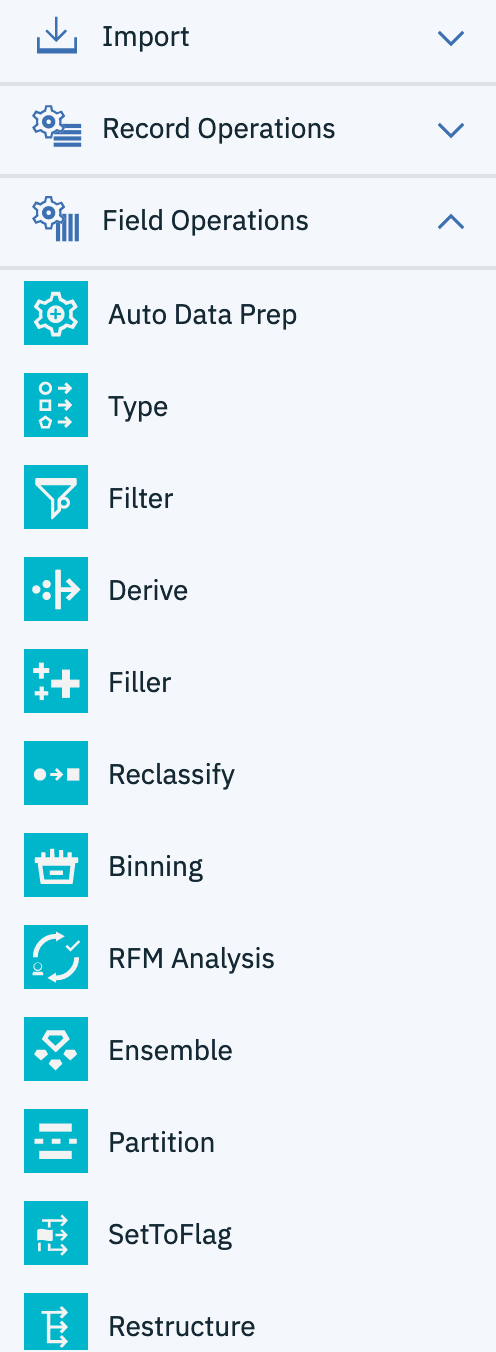 Import
Record Operations
Field Operations
Auto Data Prep
Type
Filter
Derive
Filler
Reclassify
Binning
RFM Analysis
Ensemble
Partition
SetToFlag
Restructure